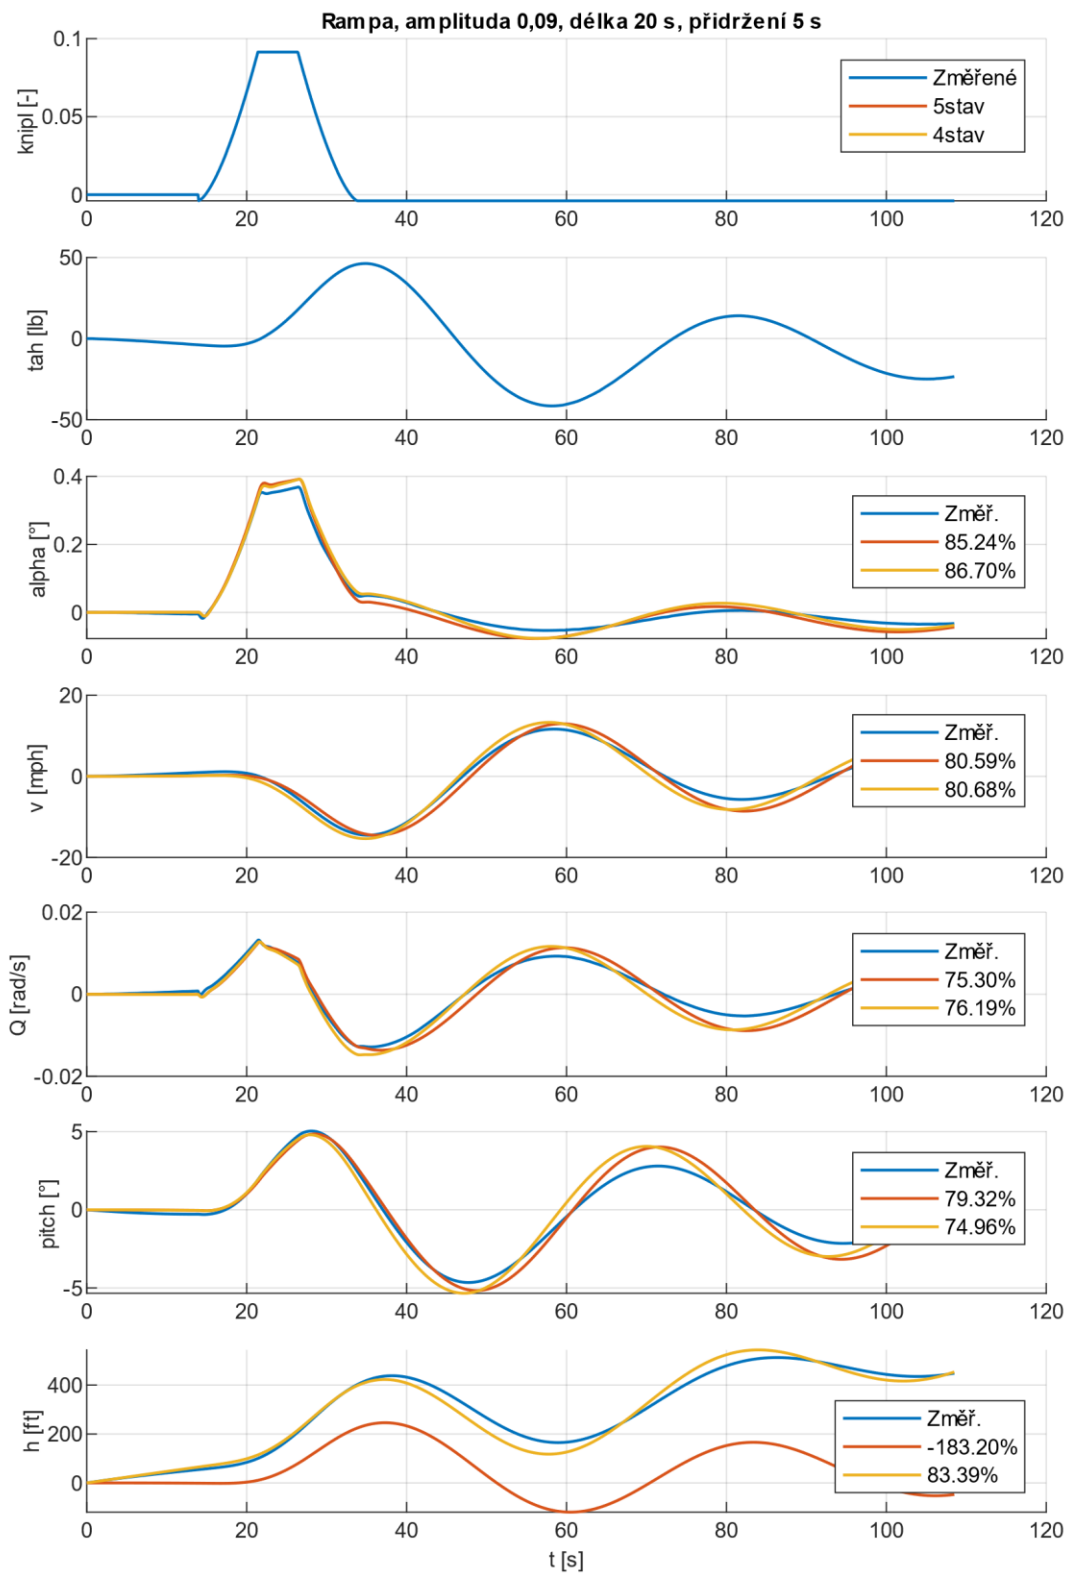 Rampa, amplituda 0,09, délka 20 s, přidržení 5 s
knipl [-]
0.1
0.05
0
0 20 40 60 80 100 120
Změřené
5stav
4stav
tah [lb]
50
0
-50
0 20 40 60 80 100 120
alpha [°]
0.4
0.2
0
0 20 40 60 80 100 120
Změř.
85.24%
86.70%
v [mph]
20
0
-20
0 20 40 60 80 100 120
Změř.
80.59%
80.68%
Q [rad/s]
0.02
0
-0.02
0 20 40 60 80 100 120
Změř.
75.30%
76.19%
pitch [°]
5
0
-5
0 20 40 60 80 100 120
Změř.
79.32%
74.96%
h [ft]
400
200
0
0 20 40 60 80 100 120
Změř.
-183.20%
83.39%
t [s]